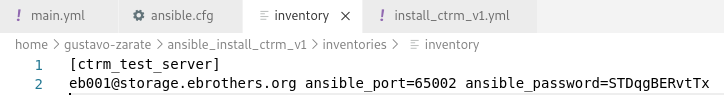 ! main.yml ansible.cfg inventory × ! install_ctrm_v1.yml
home > gustavo-zarate > ansible_install_ctrm_v1 > inventories > inventory
1 [ctrm_test_server]
2 eb001@storage.ebrothers.org ansible_port=65002 ansible_password=STDqgBERvtTx